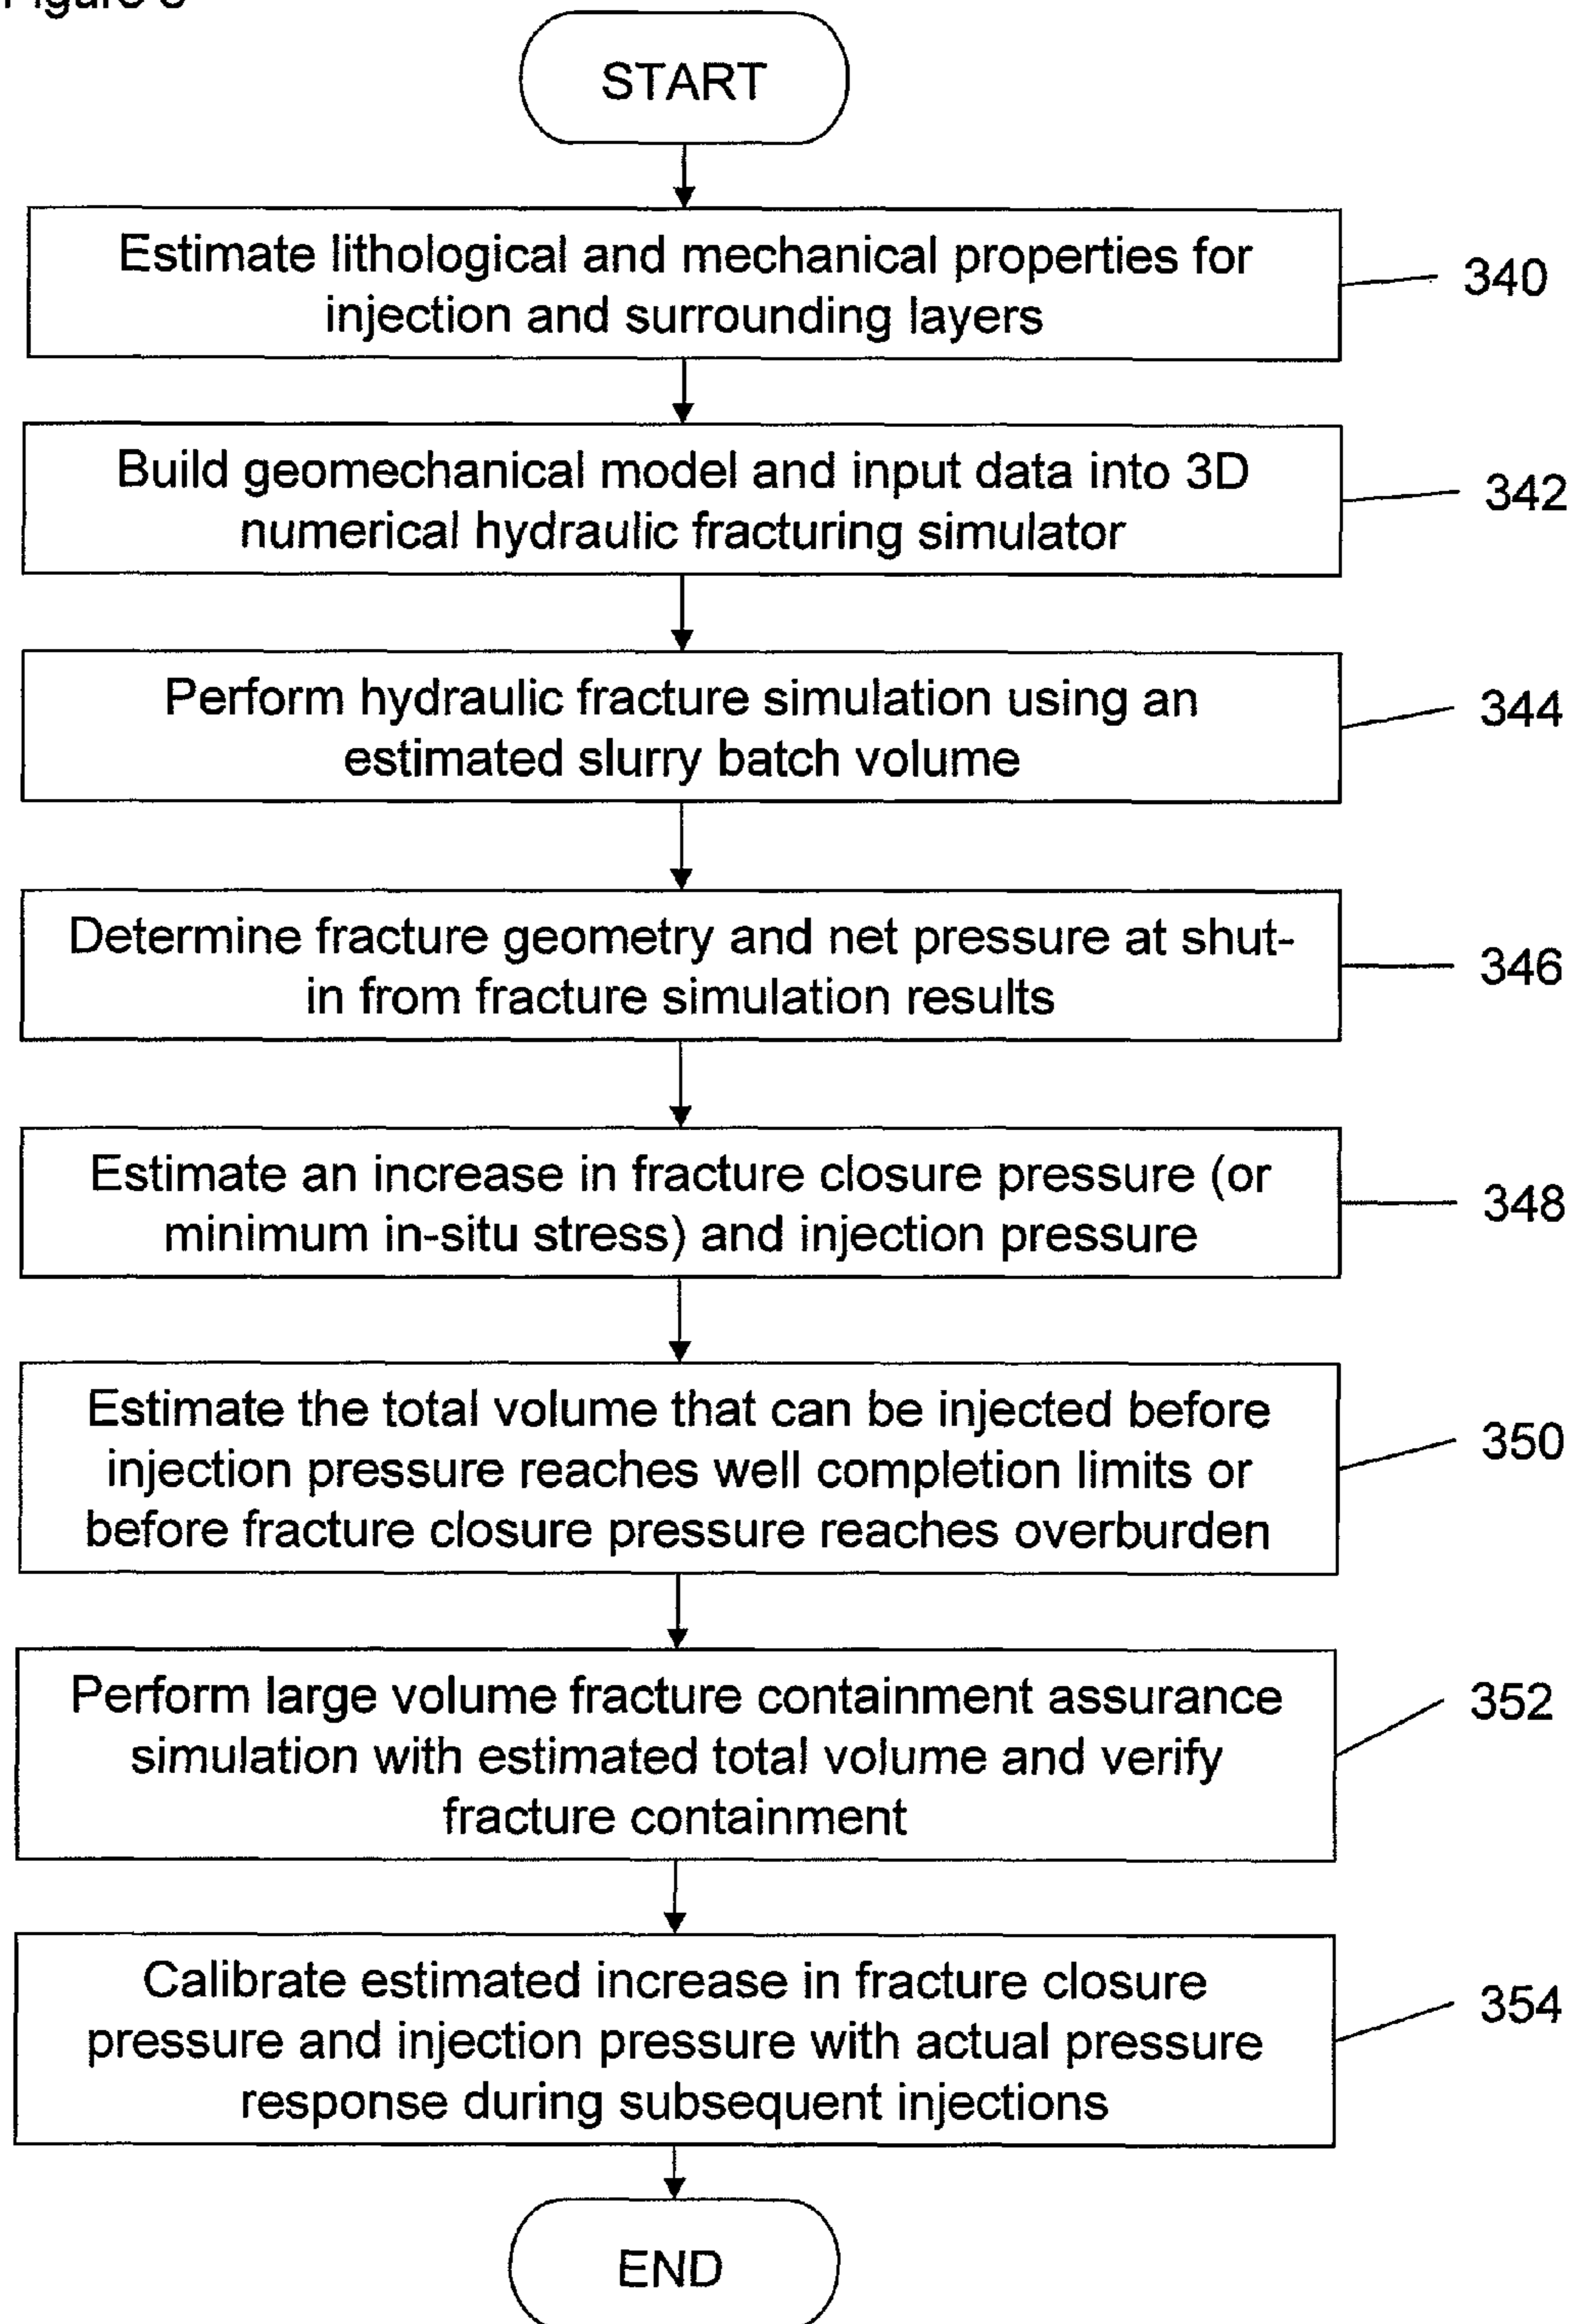 START
Estimate lithological and mechanical properties for
injection and surrounding layers
340
Build geomechanical model and input data into 3D
numerical hydraulic fracturing simulator
342
Perform hydraulic fracture simulation using an
estimated slurry batch volume
344
Determine fracture geometry and net pressure at shut-
in from fracture simulation results
346
Estimate an increase in fracture closure pressure (or
minimum in-situ stress) and injection pressure
348
Estimate the total volume that can be injected before
injection pressure reaches well completion limits or
before fracture closure pressure reaches overburden
350
Perform large volume fracture containment assurance
simulation with estimated total volume and verify
fracture containment
352
Calibrate estimated increase in fracture closure
pressure and injection pressure with actual pressure
response during subsequent injections
354
END